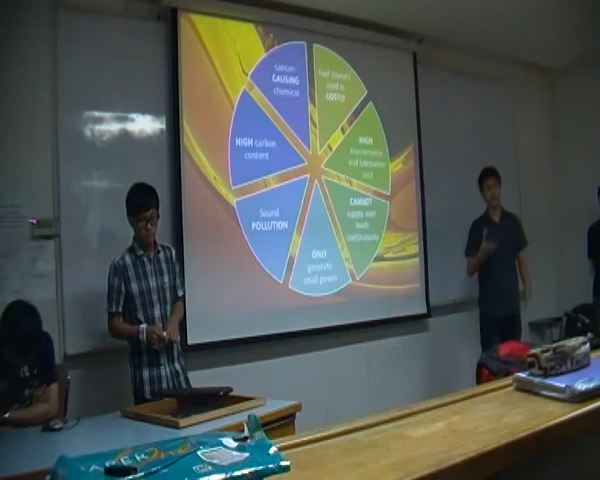 Fuel (diesel)
used is
COSTLY
HIGH
maintenance
and lubrication
cost
CANNOT
supply over
loads
continuously
ONLY
generate
small power
Sound
POLLUTION
HIGH carbon
content
cancer-
CAUSING
chemical